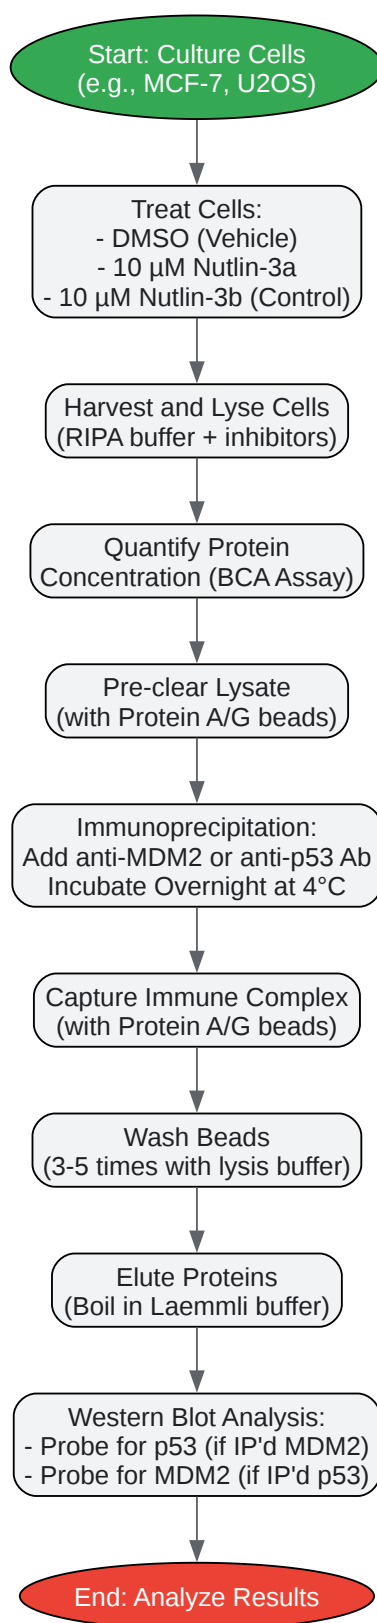 Start: Culture Cells
(e.g., MCF-7, U2OS)
Treat Cells:
- DMSO (Vehicle)
- 10 µM Nutlin-3a
- 10 µM Nutlin-3b (Control)
Harvest and Lyse Cells
(RIPA buffer + inhibitors)
Quantify Protein
Concentration (BCA Assay)
Pre-clear Lysate
(with Protein A/G beads)
Immunoprecipitation:
Add anti-MDM2 or anti-p53 Ab
Incubate Overnight at 4°C
Capture Immune Complex
(with Protein A/G beads)
Wash Beads
(3-5 times with lysis buffer)
Elute Proteins
(Boil in Laemmli buffer)
Western Blot Analysis:
- Probe for p53 (if IP'd MDM2)
- Probe for MDM2 (if IP'd p53)
End: Analyze Results